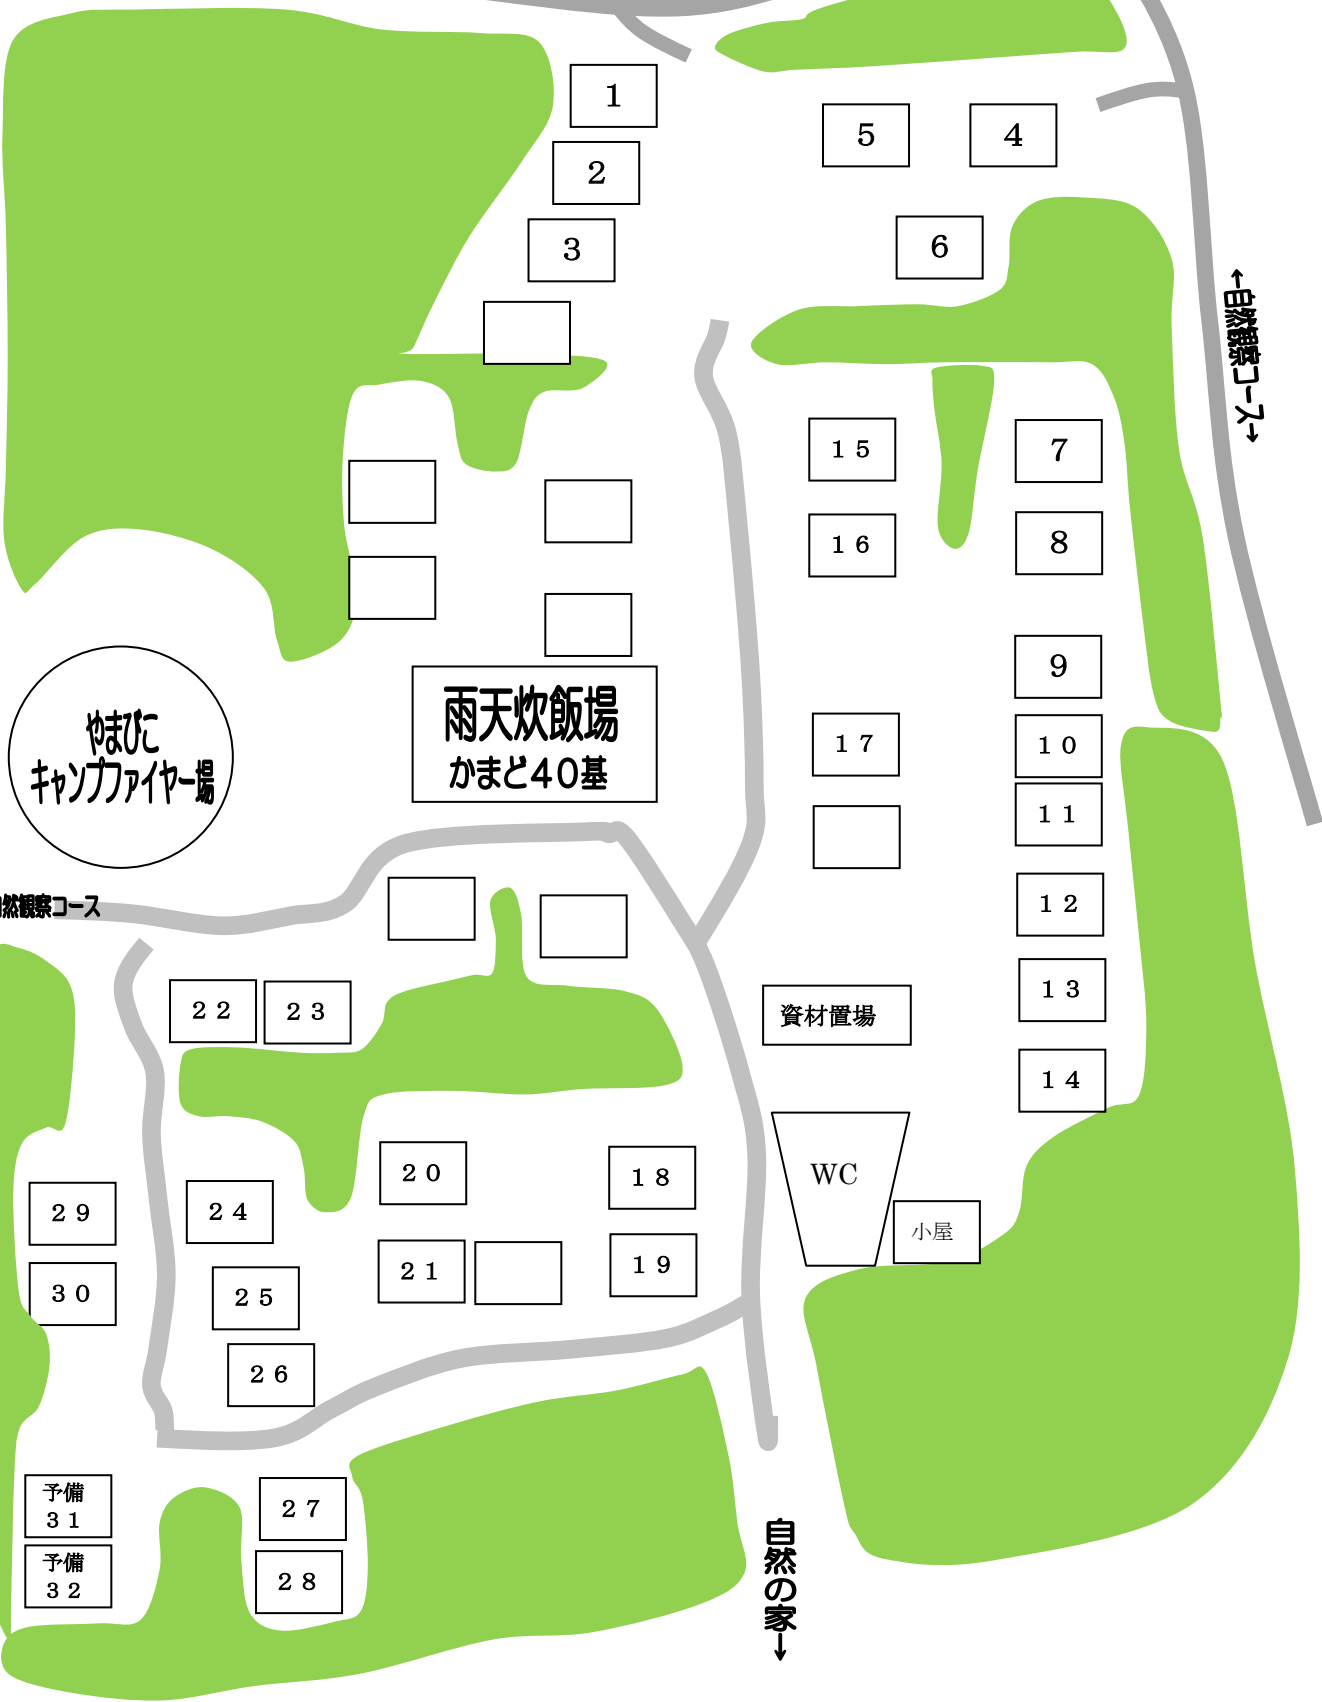 １
５
４
２
３
６
←自然観察コース→
１５
７
１６
８
９
雨天炊飯場
かまど４０基
やまびこ
キャンプファイヤー場
１７
１０
１１
１２
然観察コース
１３
２２
２３
資材置場
１４
２０
１８
WC
２９
２４
小屋
２１
１９
３０
２５
２６
予備
３１
２７
予備
３２
２８
自然の家→